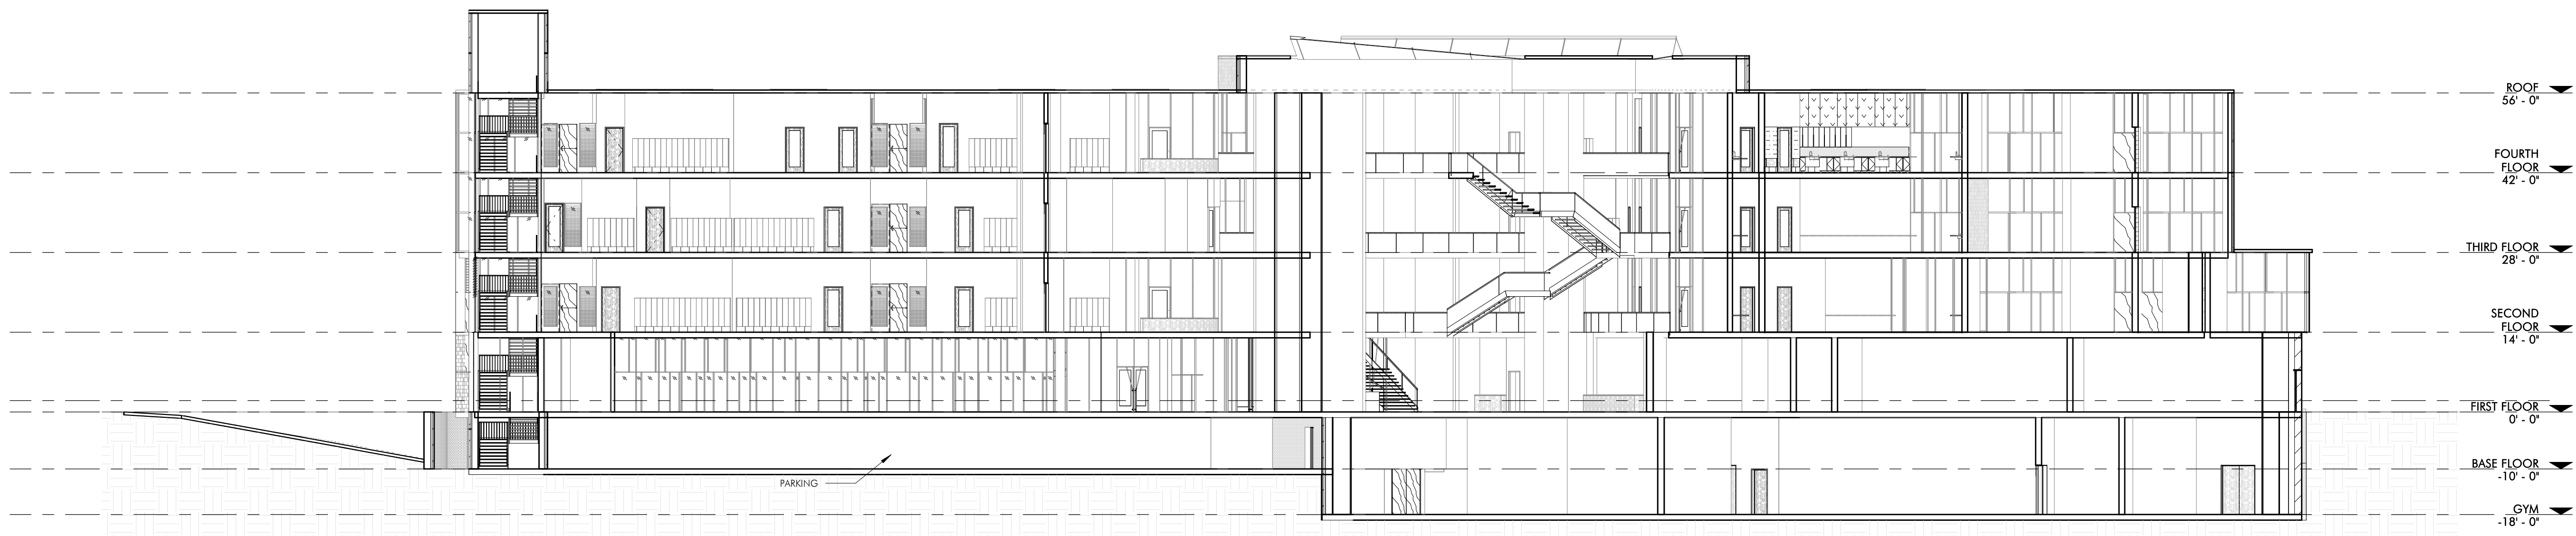 ROOF
56' - 0"
FOURTH
FLOOR
42' - 0"
THIRD FLOOR
28' - 0"
SECOND
FLOOR
14' - 0"
FIRST FLOOR
0' - 0"
BASE FLOOR
-10' - 0"
PARKING
GYM
-18' - 0"